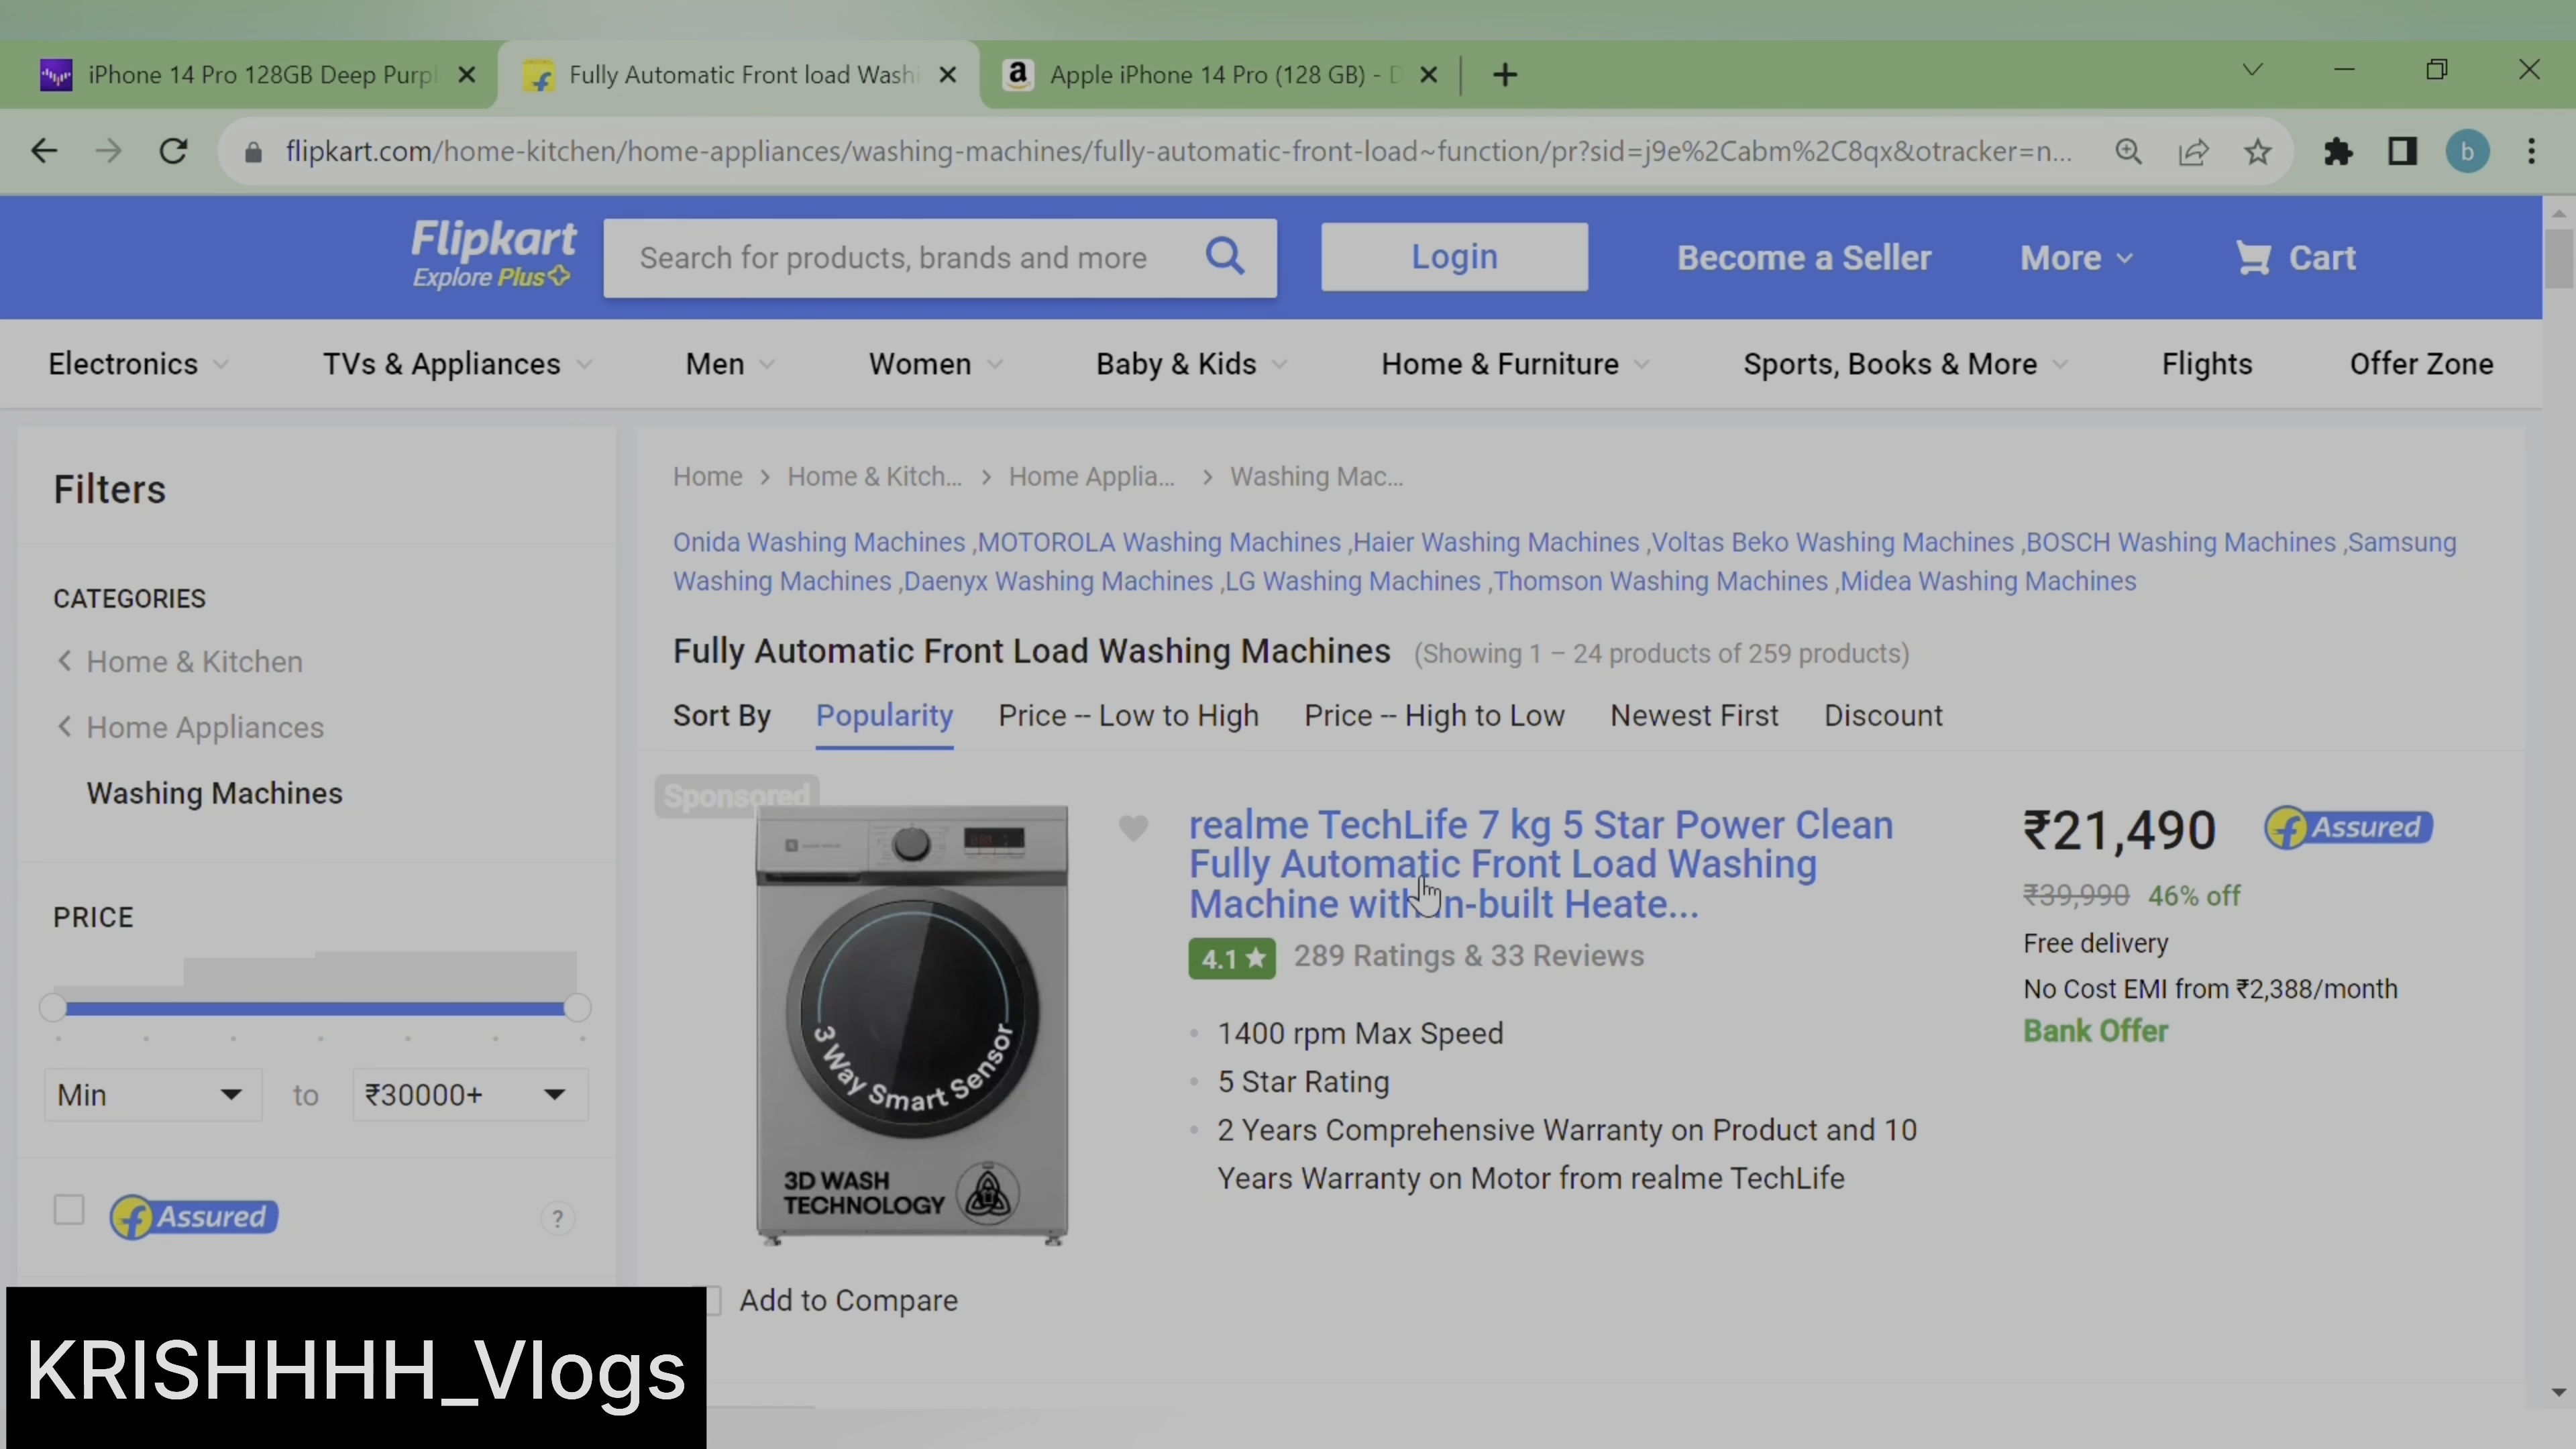 iPhone 14 Pro 128GB Deep Purpl
Fully Automatic Front load Washi
Apple iPhone 14 Pro (128 GB) - D
flipkart.com/home-kitchen/home-appliances/washing-machines/fully-automatic-front-load~function/pr?sid=j9e%2Cabm%2C8qx&otracker=n...
b
Flipkart
Explore Plus
Search for products, brands and more
Login
Become a Seller
More
Cart
Electronics
TVs & Appliances
Men
Women
Baby & Kids
Home & Furniture
Sports, Books & More
Flights
Offer Zone
Filters
CATEGORIES
Home & Kitchen
Home Appliances
Washing Machines
PRICE
Min
to
₹30000+
Assured
?
Home > Home & Kitch... > Home Applia... > Washing Mac...
Onida Washing Machines ,MOTOROLA Washing Machines ,Haier Washing Machines ,Voltas Beko Washing Machines ,BOSCH Washing Machines ,Samsung
Washing Machines ,Daenyx Washing Machines ,LG Washing Machines ,Thomson Washing Machines ,Midea Washing Machines
Fully Automatic Front Load Washing Machines (Showing 1 – 24 products of 259 products)
Sort By Popularity Price -- Low to High Price -- High to Low Newest First Discount
Sponsored
3 Way Smart Sensor
3D WASH
TECHNOLOGY
Add to Compare
realme TechLife 7 kg 5 Star Power Clean
Fully Automatic Front Load Washing
Machine with In-built Heate...
4.1★ 289 Ratings & 33 Reviews
1400 rpm Max Speed
5 Star Rating
2 Years Comprehensive Warranty on Product and 10
Years Warranty on Motor from realme TechLife
₹21,490
Assured
₹39,990 46% off
Free delivery
No Cost EMI from ₹2,388/month
Bank Offer
KRISHHHH_Vlogs